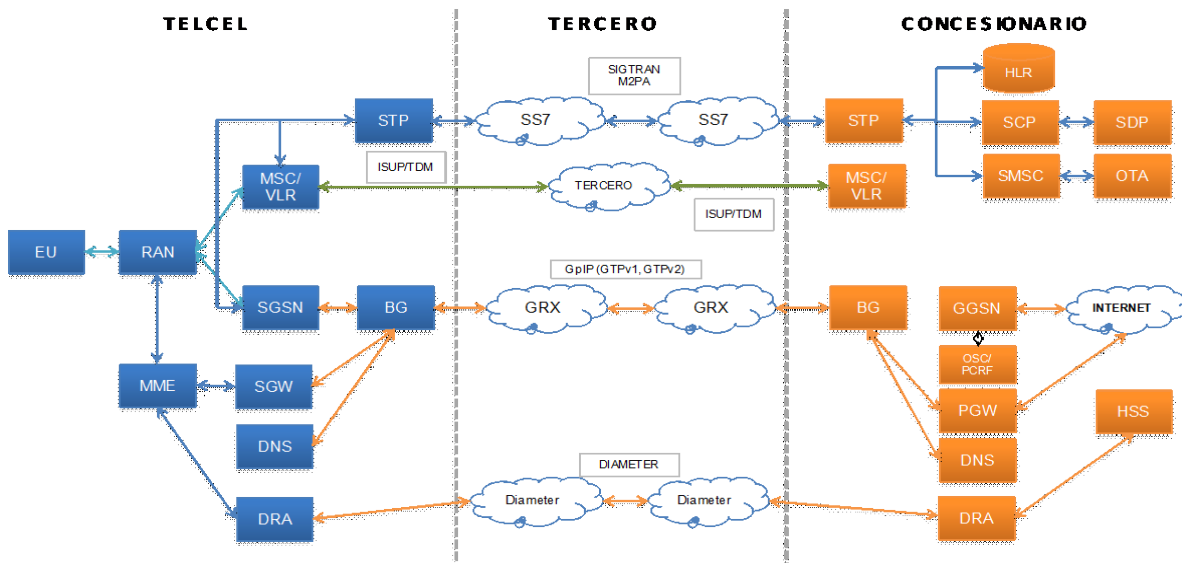 TELCEL
TERCERO
CONCESIONARIO
SIGTRAN
M2PA
HLR
STP
SS7
SS7
STP
SCP
SDP
ISUP/TDM
MSC/
VLR
TERCERO
MSC/
VLR
SMSC
OTA
ISUP/TDM
EU
RAN
GpIP (GTPv1, GTPv2)
SGSN
BG
GRX
GRX
BG
GGSN
INTERNET
OSC/
PCRF
MME
SGW
PGW
HSS
DNS
DNS
DIAMETER
Diameter
Diameter
DRA
DRA